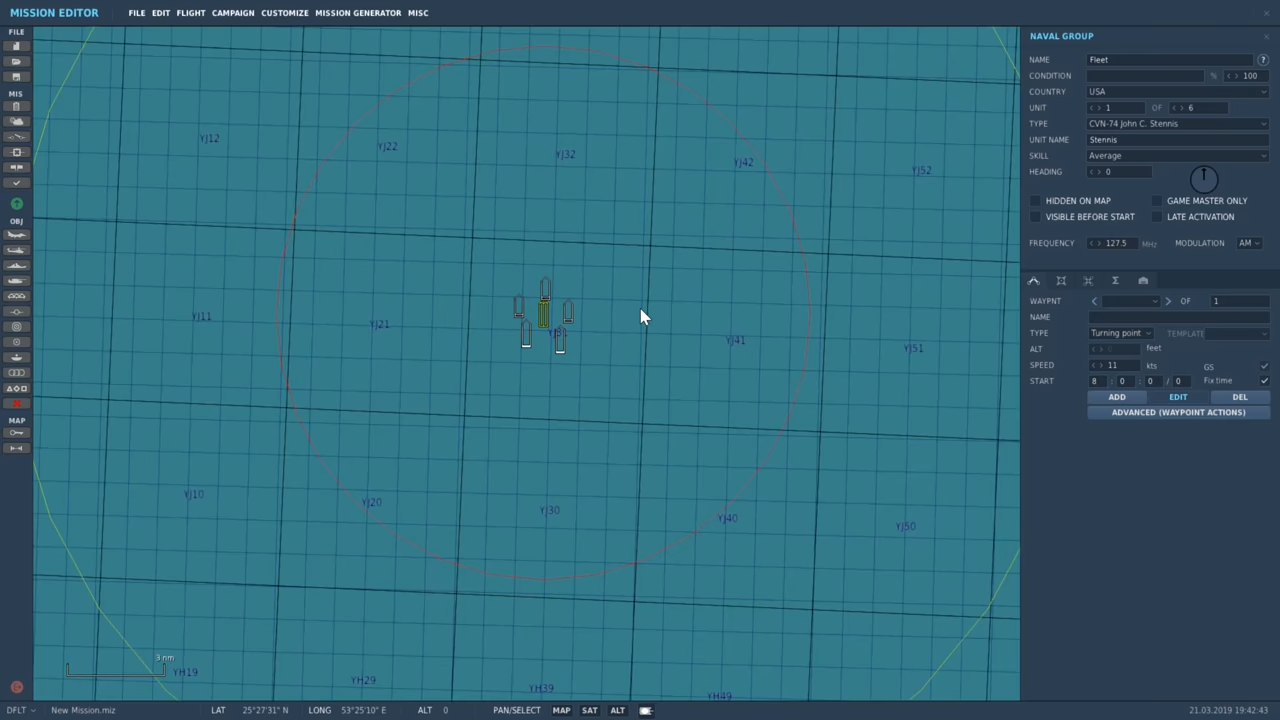 MISSION EDITOR
FILE EDIT FLIGHT CAMPAIGN CUSTOMIZE MISSION GENERATOR MISC
FILE
MIS
OBJ
MAP
YJ12
YJ22
YJ32
YJ42
YJ52
YJ11
YJ21
YJ31
YJ41
YJ51
YJ10
YJ20
YJ30
YJ40
YJ50
3 nm
YH19
YH29
YH39
YH49
NAVAL GROUP
NAME Fleet ?
CONDITION % < > 100
COUNTRY USA
UNIT < > 1 OF < > 6
TYPE CVN-74 John C. Stennis
UNIT NAME Stennis
SKILL Average
HEADING < > 0
HIDDEN ON MAP GAME MASTER ONLY
VISIBLE BEFORE START LATE ACTIVATION
FREQUENCY < > 127.5 MHz MODULATION AM
WAYPNT < > OF 1
NAME
TYPE Turning point TEMPLATE
ALT < > 0 feet
SPEED < > 11 kts GS
START 8 : 0 : 0 / 0 Fix time
ADD EDIT DEL
ADVANCED (WAYPOINT ACTIONS)
DFLT New Mission.miz LAT 25°27'31" N LONG 53°25'10" E ALT 0 PAN/SELECT MAP SAT ALT 21.03.2019 19:42:43